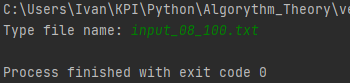 C:\Users\Ivan\KPI\Python\Algorythm_Theory\ve
Type file name: input_08_100.txt
Process finished with exit code 0